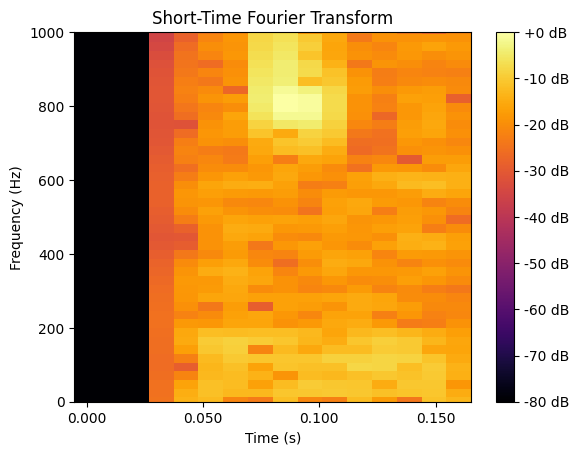 Short-Time Fourier Transform
1000
800
600
400
200
0
Frequency (Hz)
0.000
0.050
0.100
0.150
Time (s)
+0 dB
-10 dB
-20 dB
-30 dB
-40 dB
-50 dB
-60 dB
-70 dB
-80 dB